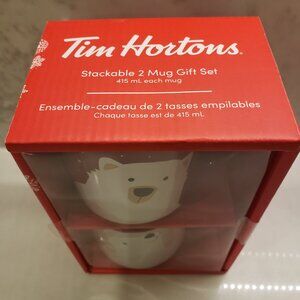 Tim Hortons
Stackable 2 Mug Gift Set
415 mL each mug
Ensemble-cadeau de 2 tasses empilables
Chaque tasse est de 415 mL